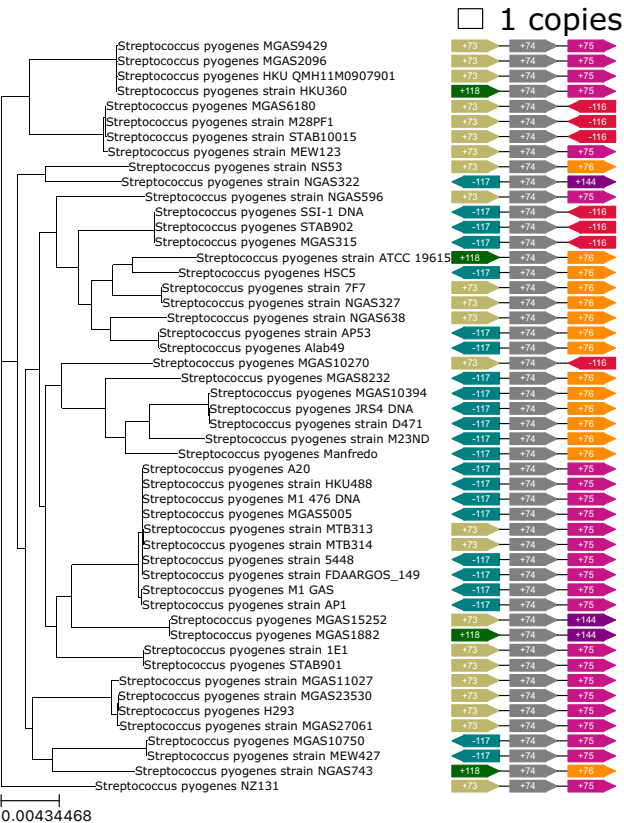 1 copies
Streptococcus pyogenes MGAS9429 +73 +74 +75
Streptococcus pyogenes MGAS2096 +73 +74 +75
Streptococcus pyogenes HKU QMH11M0907901 +73 +74 +75
Streptococcus pyogenes strain HKU360 +118 +74 +75
Streptococcus pyogenes MGAS6180 +73 +74 -116
Streptococcus pyogenes strain M28PF1 +73 +74 -116
Streptococcus pyogenes STAB10015 +73 +74 -116
Streptococcus pyogenes strain MEW123 +73 +74 +75
Streptococcus pyogenes strain NS53 +73 +74 +76
Streptococcus pyogenes strain NGAS322 -117 +74 +144
Streptococcus pyogenes strain NGAS596 +73 +74 +75
Streptococcus pyogenes SSI-1 DNA -117 +74 -116
Streptococcus pyogenes STAB902 -117 +74 -116
Streptococcus pyogenes MGAS315 -117 +74 -116
Streptococcus pyogenes strain ATCC 19615 +118 +74 +76
Streptococcus pyogenes HSC5 -117 +74 +76
Streptococcus pyogenes strain 7F7 +73 +74 +76
Streptococcus pyogenes strain NGAS327 +73 +74 +76
Streptococcus pyogenes strain NGAS638 +73 +74 +76
Streptococcus pyogenes strain AP53 -117 +74 +76
Streptococcus pyogenes Alab49 -117 +74 +76
Streptococcus pyogenes MGAS10270 +73 +74 -116
Streptococcus pyogenes MGAS8232 -117 +74 +76
Streptococcus pyogenes MGAS10394 -117 +74 +76
Streptococcus pyogenes JRS4 DNA -117 +74 +76
Streptococcus pyogenes strain D471 -117 +74 +76
Streptococcus pyogenes strain M23ND -117 +74 +76
Streptococcus pyogenes Manfredo -117 +74 +76
Streptococcus pyogenes A20 -117 +74 +75
Streptococcus pyogenes strain HKU488 -117 +74 +75
Streptococcus pyogenes M1 476 DNA -117 +74 +75
Streptococcus pyogenes MGAS5005 -117 +74 +75
Streptococcus pyogenes strain MTB313 +73 +74 +75
Streptococcus pyogenes strain MTB314 +73 +74 +75
Streptococcus pyogenes strain 5448 -117 +74 +75
Streptococcus pyogenes strain FDAARGOS_149 -117 +74 +75
Streptococcus pyogenes M1 GAS -117 +74 +75
Streptococcus pyogenes strain AP1 -117 +74 +75
Streptococcus pyogenes MGAS15252 +73 +74 +144
Streptococcus pyogenes MGAS1882 +118 +74 +144
Streptococcus pyogenes strain 1E1 +73 +74 +75
Streptococcus pyogenes STAB901 +73 +74 +75
Streptococcus pyogenes strain MGAS11027 +73 +74 +75
Streptococcus pyogenes strain MGAS23530 +73 +74 +75
Streptococcus pyogenes H293 +73 +74 +75
Streptococcus pyogenes strain MGAS27061 +73 +74 +75
Streptococcus pyogenes MGAS10750 -117 +74 +75
Streptococcus pyogenes strain MEW427 -117 +74 +75
Streptococcus pyogenes strain NGAS743 +118 +74 +76
Streptococcus pyogenes NZ131 +73 +74 +75
0.00434468